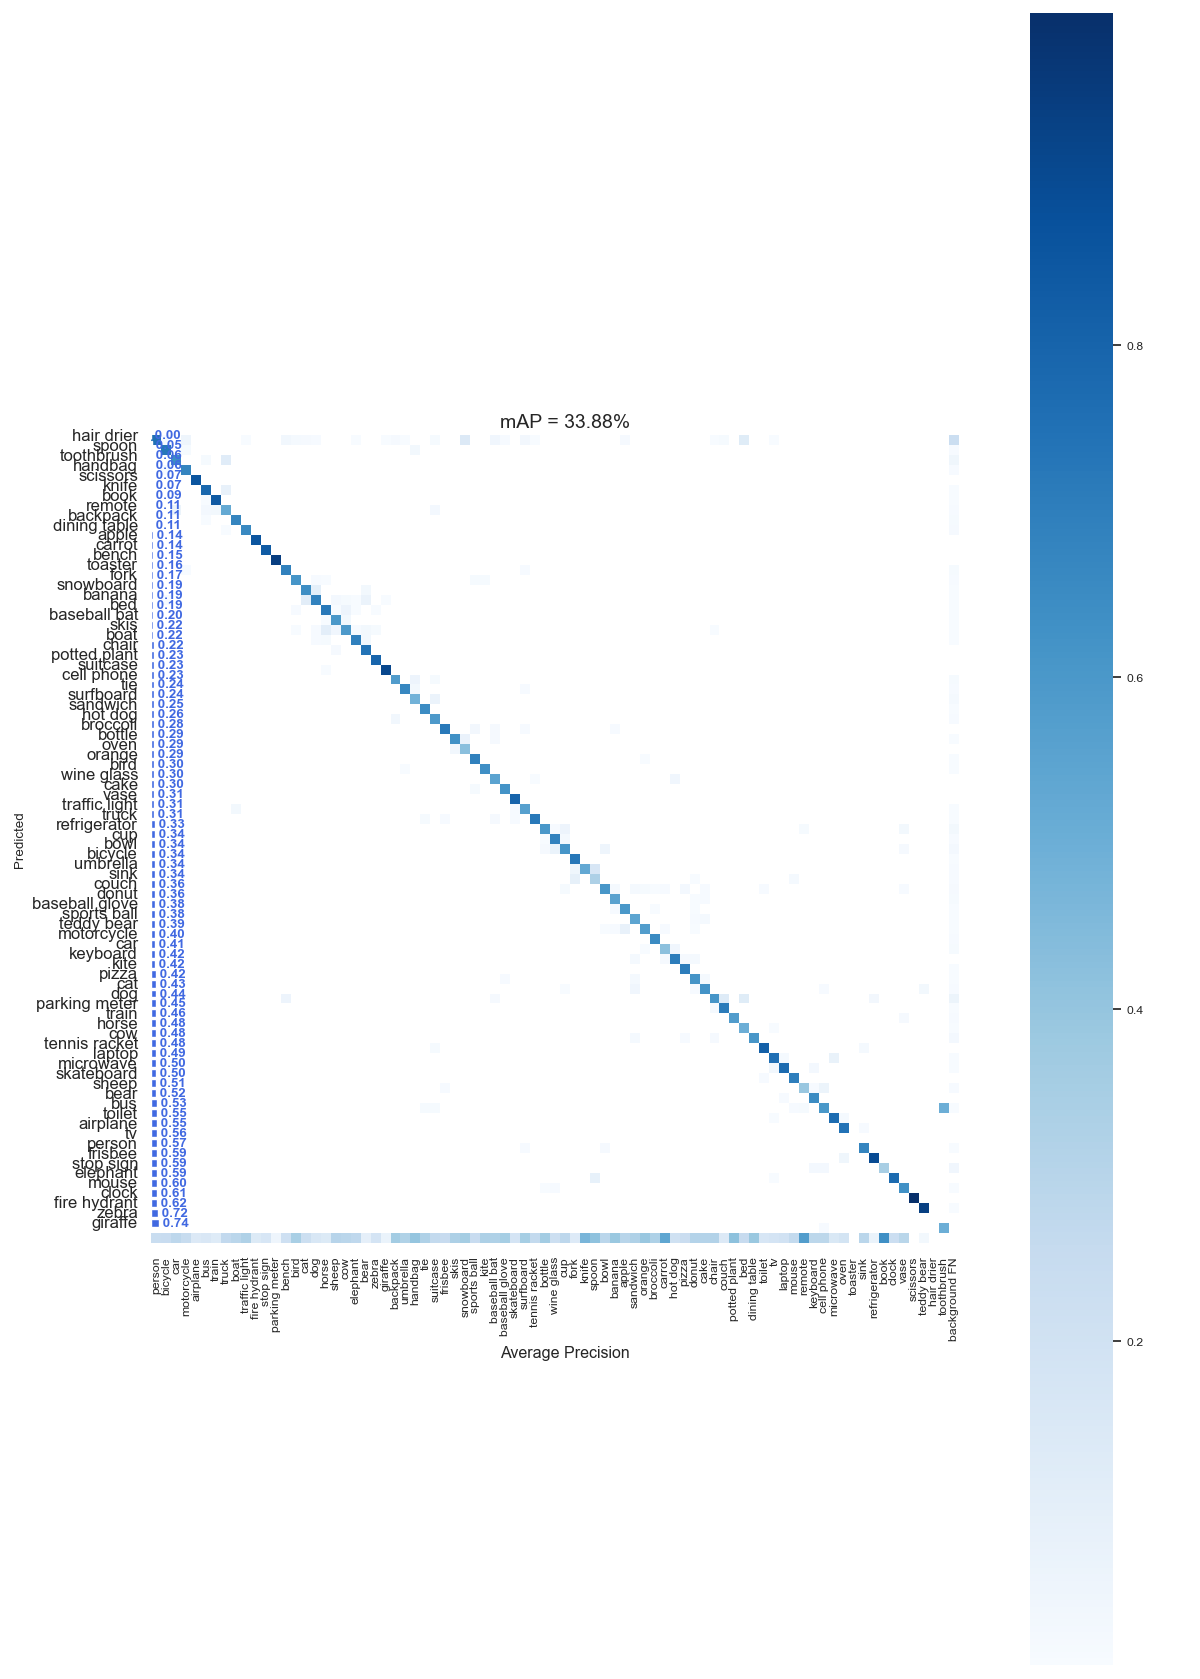 mAP = 33.88%
hair drier 0.00
spoon 0.05
toothbrush 0.06
handbag 0.06
scissors 0.07
knife 0.07
book 0.09
remote 0.11
backpack 0.11
dining table 0.11
apple 0.14
carrot 0.14
bench 0.15
toaster 0.16
fork 0.17
snowboard 0.19
banana 0.19
bed 0.19
baseball bat 0.20
skis 0.22
boat 0.22
chair 0.22
potted plant 0.23
suitcase 0.23
cell phone 0.23
tie 0.24
surfboard 0.24
sandwich 0.25
hot dog 0.26
broccoli 0.28
bottle 0.29
oven 0.29
orange 0.29
bird 0.30
wine glass 0.30
cake 0.30
vase 0.31
traffic light 0.31
truck 0.31
refrigerator 0.33
cup 0.34
bowl 0.34
bicycle 0.34
umbrella 0.34
sink 0.34
couch 0.36
donut 0.36
baseball glove 0.38
sports ball 0.38
teddy bear 0.39
motorcycle 0.40
car 0.41
keyboard 0.42
kite 0.42
pizza 0.42
cat 0.43
dog 0.44
parking meter 0.45
train 0.46
horse 0.48
cow 0.48
tennis racket 0.48
laptop 0.49
microwave 0.50
skateboard 0.50
sheep 0.51
bear 0.52
bus 0.53
toilet 0.55
airplane 0.55
tv 0.56
person 0.57
frisbee 0.59
stop sign 0.59
elephant 0.59
mouse 0.60
clock 0.61
fire hydrant 0.62
zebra 0.72
giraffe 0.74
Predicted
person
bicycle
car
motorcycle
airplane
bus
train
truck
boat
traffic light
fire hydrant
stop sign
parking meter
bench
bird
cat
dog
horse
sheep
cow
elephant
bear
zebra
giraffe
backpack
umbrella
handbag
tie
suitcase
frisbee
skis
snowboard
sports ball
kite
baseball bat
baseball glove
skateboard
surfboard
tennis racket
bottle
wine glass
cup
fork
knife
spoon
bowl
banana
apple
sandwich
orange
broccoli
carrot
hot dog
pizza
donut
cake
chair
couch
potted plant
bed
dining table
toilet
tv
laptop
mouse
remote
keyboard
cell phone
microwave
oven
toaster
sink
refrigerator
book
clock
vase
scissors
teddy bear
hair drier
toothbrush
background FN
Average Precision
0.8
0.6
0.4
0.2